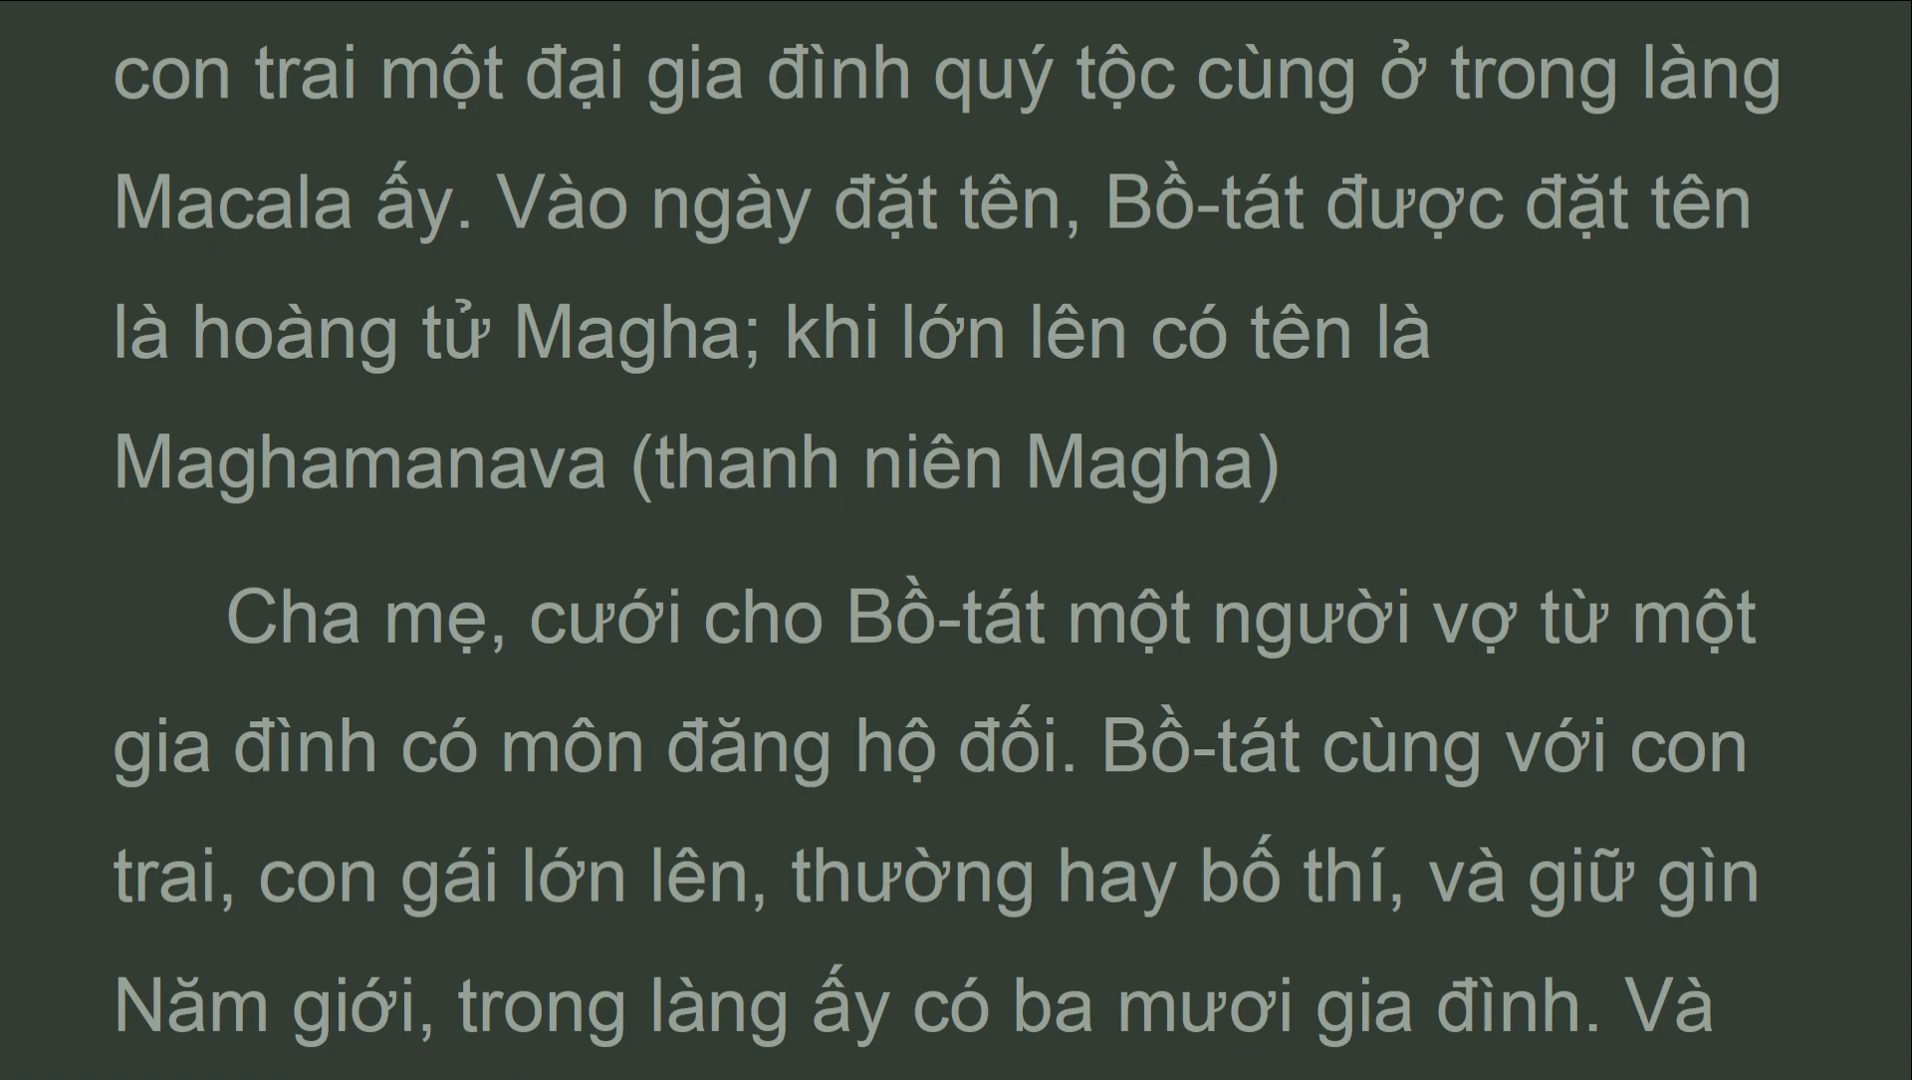 con trai một đại gia đình quý tộc cùng ở trong làng
Macala ấy. Vào ngày đặt tên, Bồ-tát được đặt tên
là hoàng tử Magha; khi lớn lên có tên là
Maghamanava (thanh niên Magha)
Cha mẹ, cưới cho Bồ-tát một người vợ từ một
gia đình có môn đăng hộ đối. Bồ-tát cùng với con
trai, con gái lớn lên, thường hay bố thí, và giữ gìn
Năm giới, trong làng ấy có ba mươi gia đình. Và